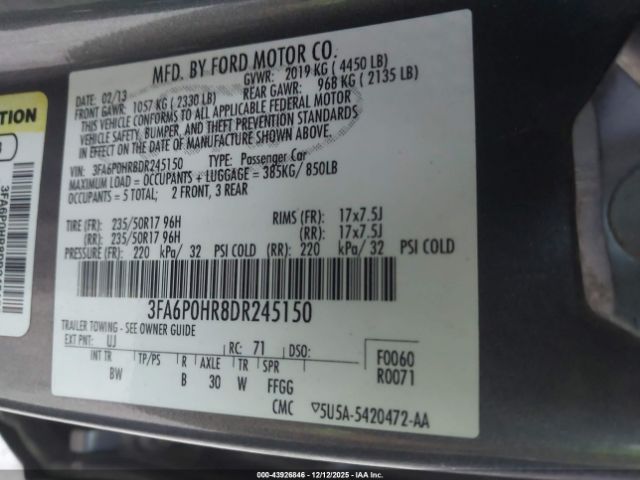 MFD. BY FORD MOTOR CO.
02/13 GVWR: 2019 KG ( 4450 LB)
FRONT GAWR: 1057 KG ( 2330 LB) REAR GAWR: 968 KG ( 2135 LB)
THIS VEHICLE CONFORMS TO ALL APPLICABLE FEDERAL MOTOR
VEHICLE SAFETY, BUMPER, AND THEFT PREVENTION STANDARDS
IN EFFECT ON THE DATE OF MANUFACTURE SHOWN ABOVE.
VIN: 3FA6P0HR8DR245150 TYPE: Passenger Car
MAXIMUM LOAD = OCCUPANTS + LUGGAGE = 385KG/ 850LB
OCCUPANTS = 5 TOTAL; 2 FRONT, 3 REAR
TIRE (FR): 235/50R17 96H RIMS (FR): 17x7.5J
(RR): 235/50R17 96H (RR): 17x7.5J
PRESSURE (FR): 220 kPa/ 32 PSI COLD (RR): 220 kPa/ 32 PSI COLD
3FA6P0HR8DR245150
TRAILER TOWING - SEE OWNER GUIDE
EXT PNT: UJ RC: 71 DSO: F0060
INT TR TP/PS R AXLE TR SPR R0071
BW B 30 W FFGG
CMC ▽5U5A-5420472-AA
TION
000-43926846 - 12/12/2025 - IAAI.com